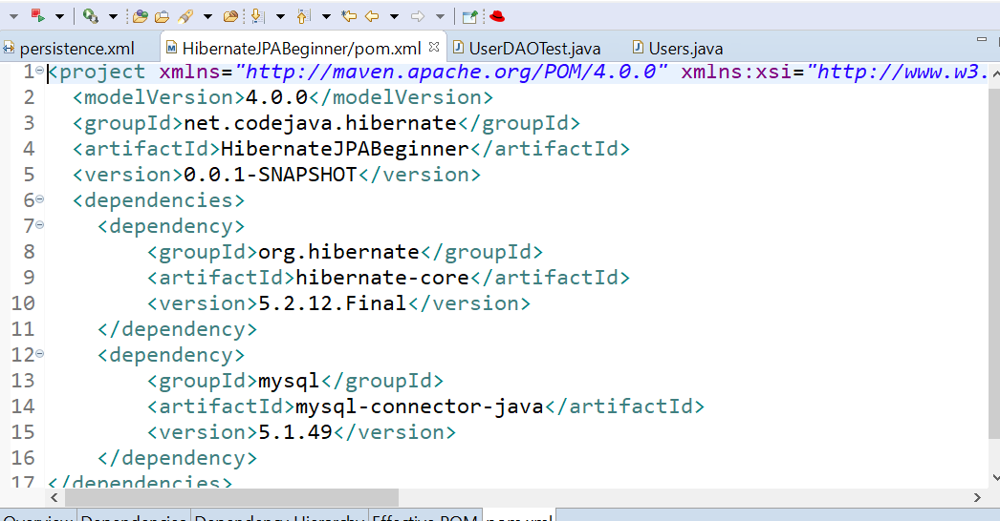 persistence.xml HibernateJPABeginner/pom.xml UserDAOTest.java Users.java
1 <project xmlns="http://maven.apache.org/POM/4.0.0" xmlns:xsi="http://www.w3.
2 <modelVersion>4.0.0</modelVersion>
3 <groupId>net.codejava.hibernate</groupId>
4 <artifactId>HibernateJPABeginner</artifactId>
5 <version>0.0.1-SNAPSHOT</version>
6 <dependencies>
7 <dependency>
8 <groupId>org.hibernate</groupId>
9 <artifactId>hibernate-core</artifactId>
10 <version>5.2.12.Final</version>
11 </dependency>
12 <dependency>
13 <groupId>mysql</groupId>
14 <artifactId>mysql-connector-java</artifactId>
15 <version>5.1.49</version>
16 </dependency>
17 </dependencies>
Overview Dependencies Dependency Hierarchy Effective POM pom.xml